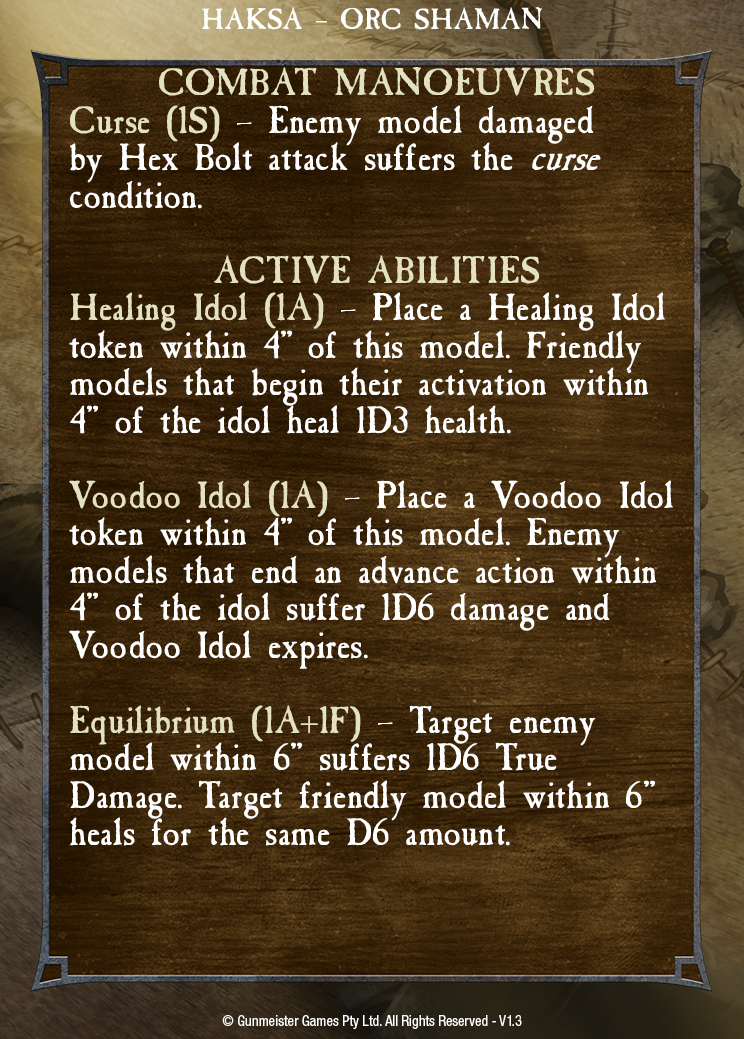 HAKSA – ORC SHAMAN
COMBAT MANOEUVRES
Curse (1S) – Enemy model damaged
by Hex Bolt attack suffers the curse
condition.
ACTIVE ABILITIES
Healing Idol (1A) – Place a Healing Idol
token within 4” of this model. Friendly
models that begin their activation within
4” of the idol heal 1D3 health.
Voodoo Idol (1A) – Place a Voodoo Idol
token within 4” of this model. Enemy
models that end an advance action within
4” of the idol suffer 1D6 damage and
Voodoo Idol expires.
Equilibrium (1A+1F) – Target enemy
model within 6” suffers 1D6 True
Damage. Target friendly model within 6”
heals for the same D6 amount.
© Gunmeister Games Pty Ltd. All Rights Reserved - V1.3